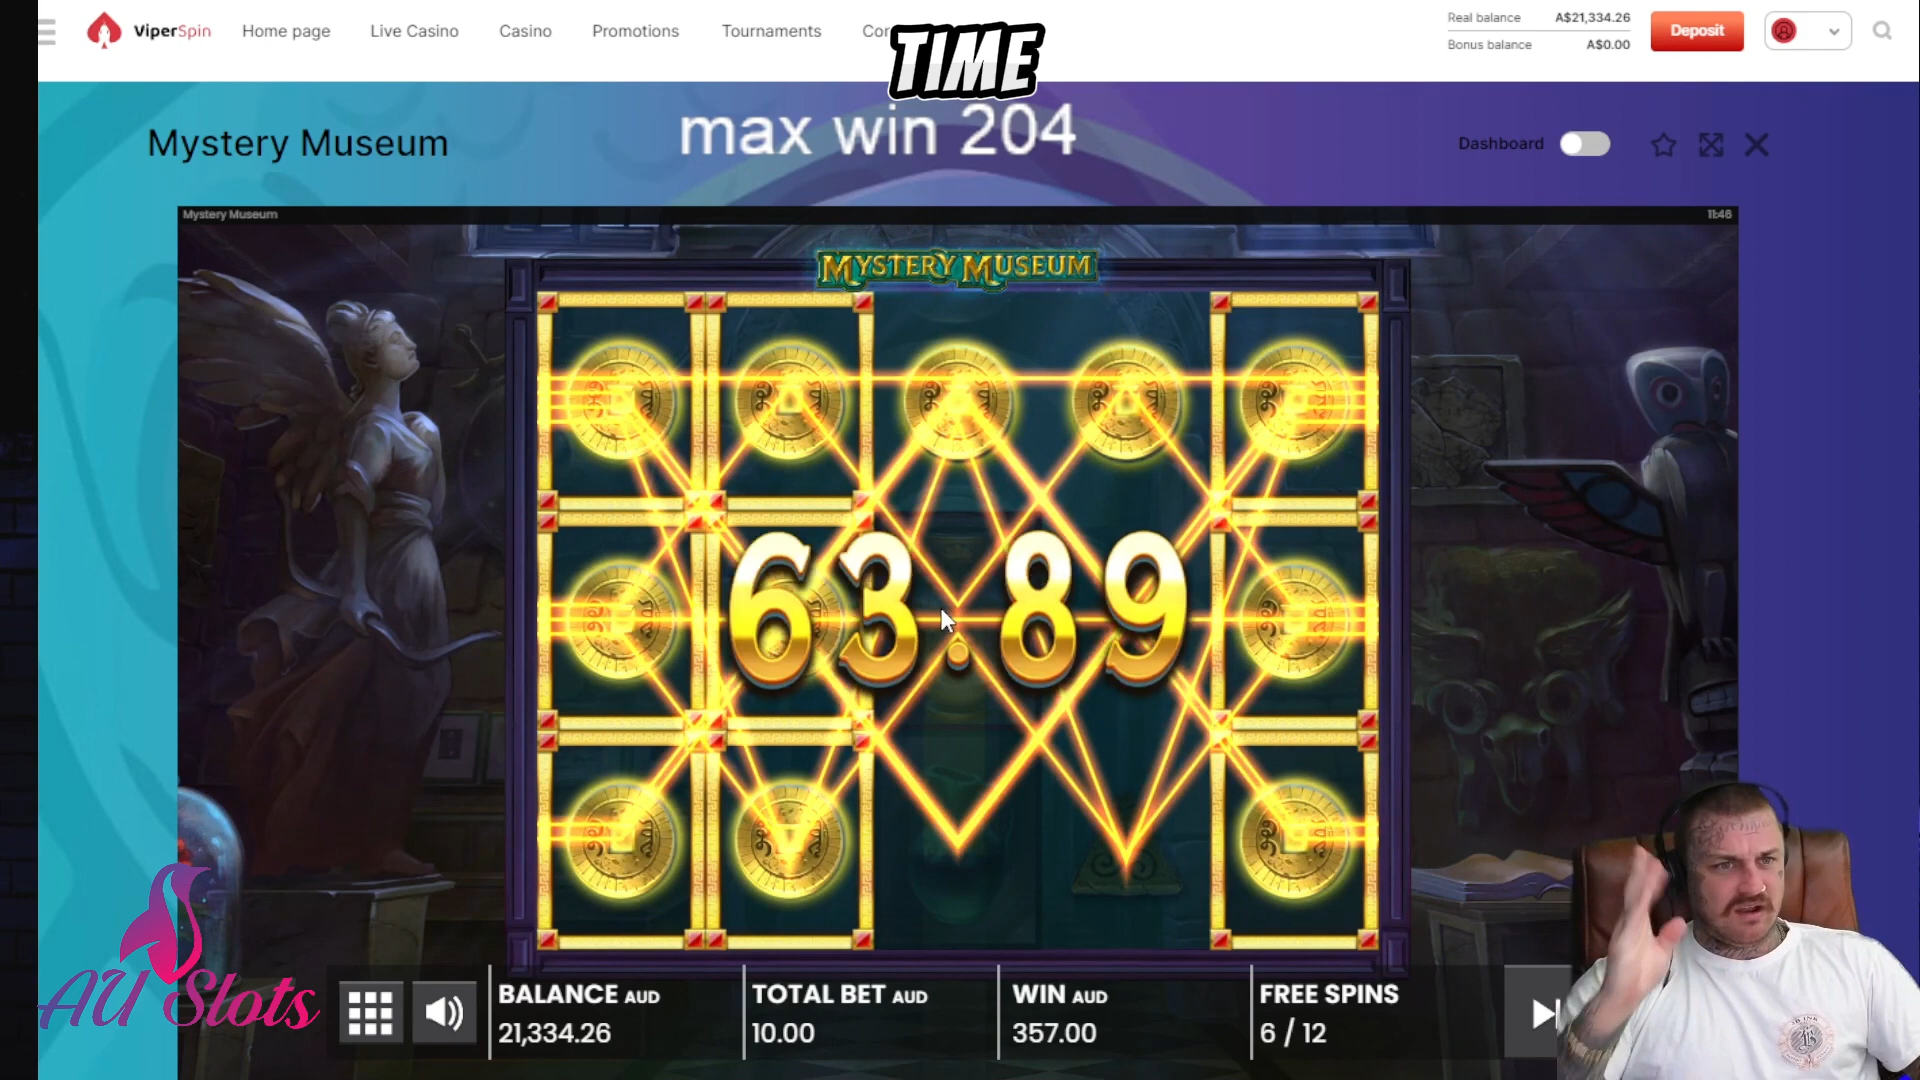 ViperSpin
Home page
Live Casino
Casino
Promotions
Tournaments
Co
TIME
Real balance A$21,334.26
Bonus balance A$0.00
Deposit
Mystery Museum
max win 204
Dashboard
Mystery Museum
11:46
MYSTERY MUSEUM
63.89
AU Slots
BALANCE AUD
21,334.26
TOTAL BET AUD
10.00
WIN AUD
357.00
FREE SPINS
6 / 12